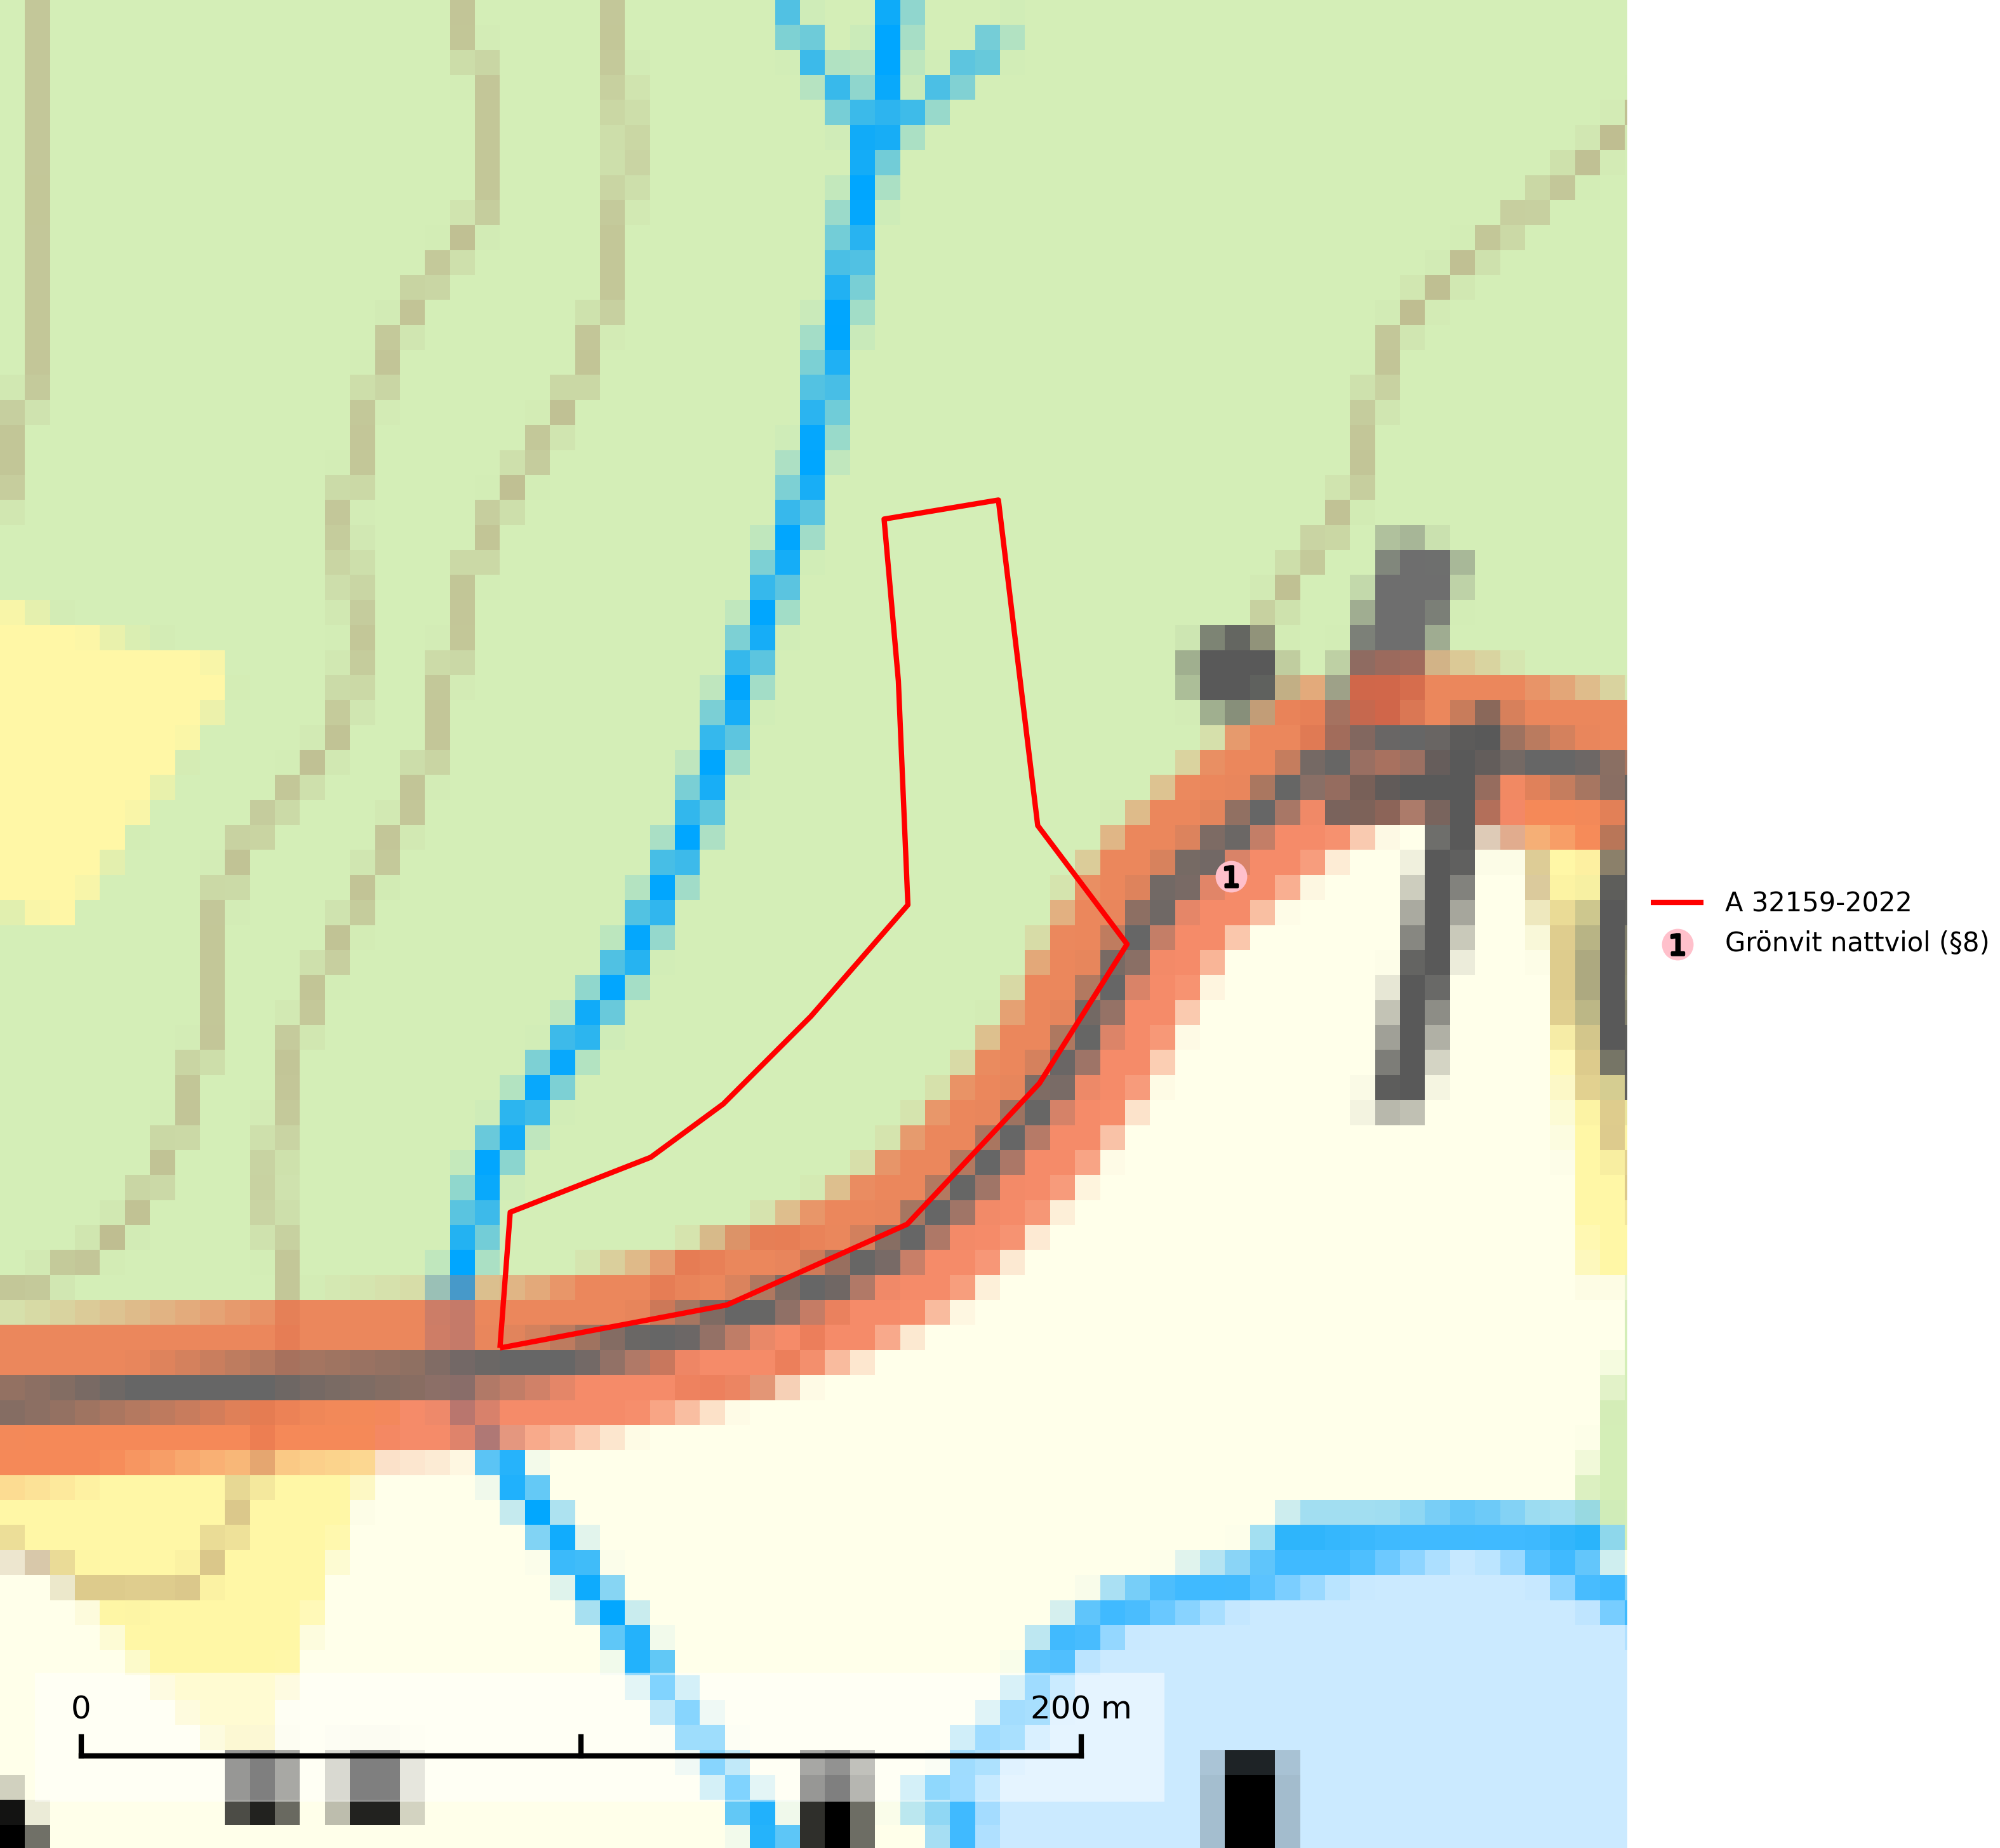 1
A 32159-2022
1 Grönvit nattviol (§8)
0 200 m